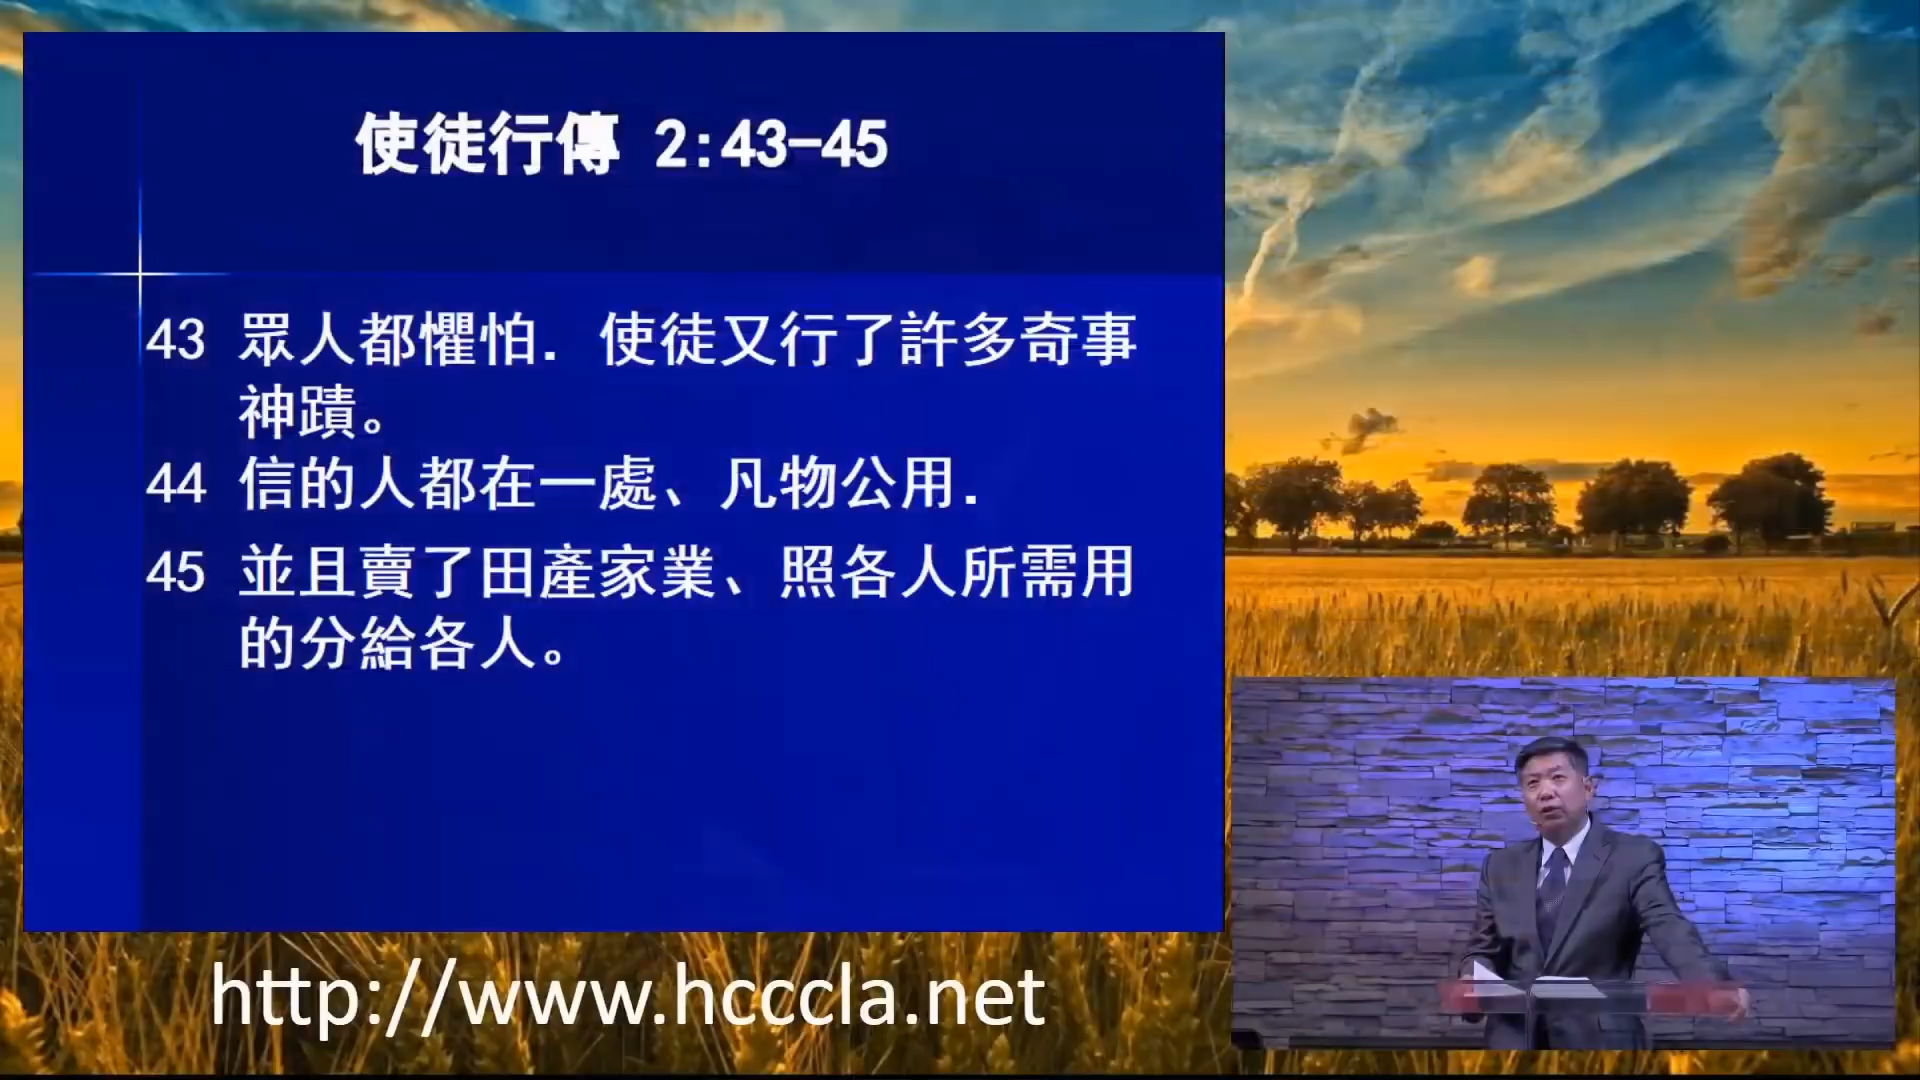 使徒行傳 2:43-45
43 眾人都懼怕. 使徒又行了許多奇事
神蹟。
44 信的人都在一處、凡物公用.
45 並且賣了田產家業、照各人所需用
的分給各人。
http://www.hcccla.net